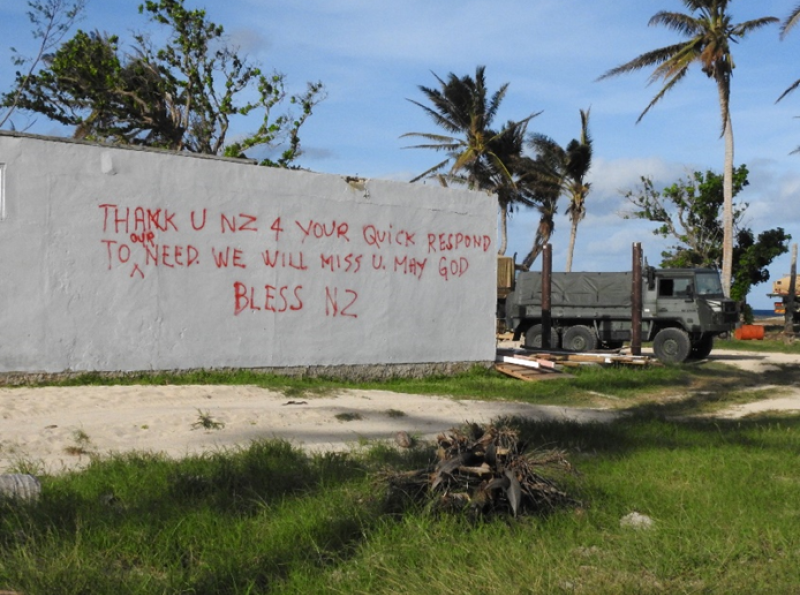 THANK U NZ 4 YOUR QUICK RESPOND
TO OUR NEED. WE WILL MISS U. MAY GOD
BLESS NZ